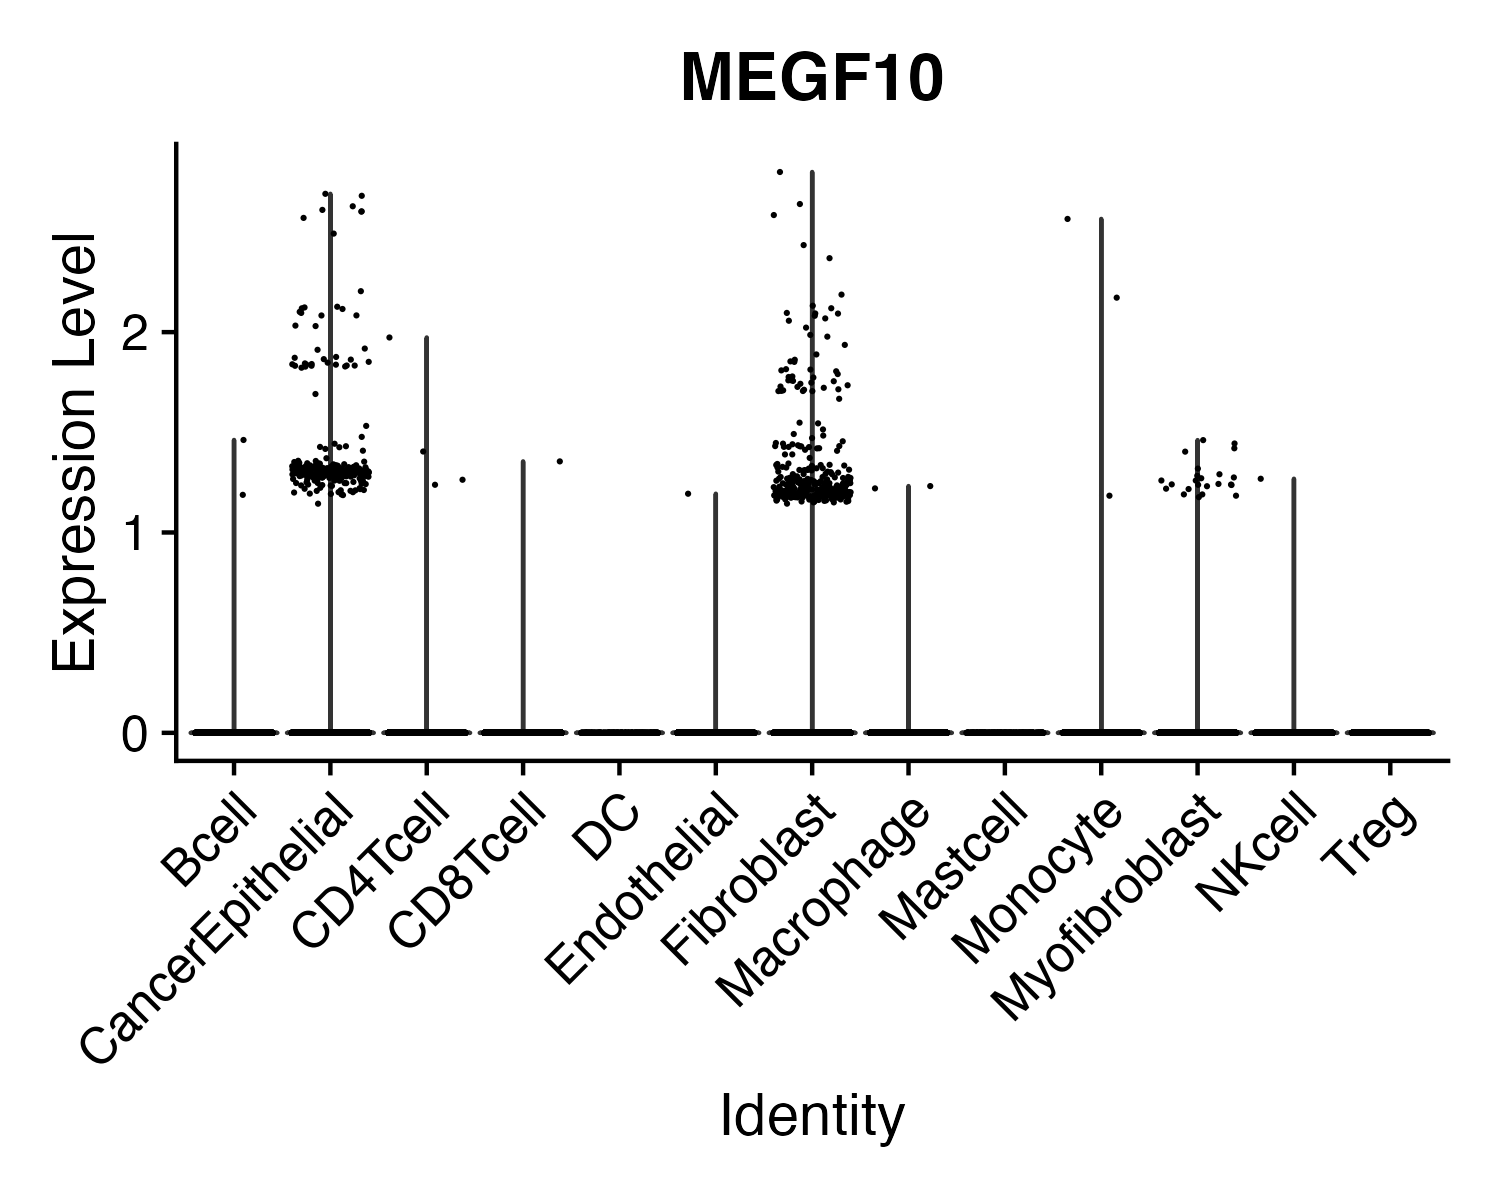 MEGF10
Expression Level
2
1
0
Bcell
CancerEpithelial
CD4Tcell
CD8Tcell
DC
Endothelial
Fibroblast
Macrophage
Mastcell
Monocyte
Myofibroblast
NKcell
Treg
Identity